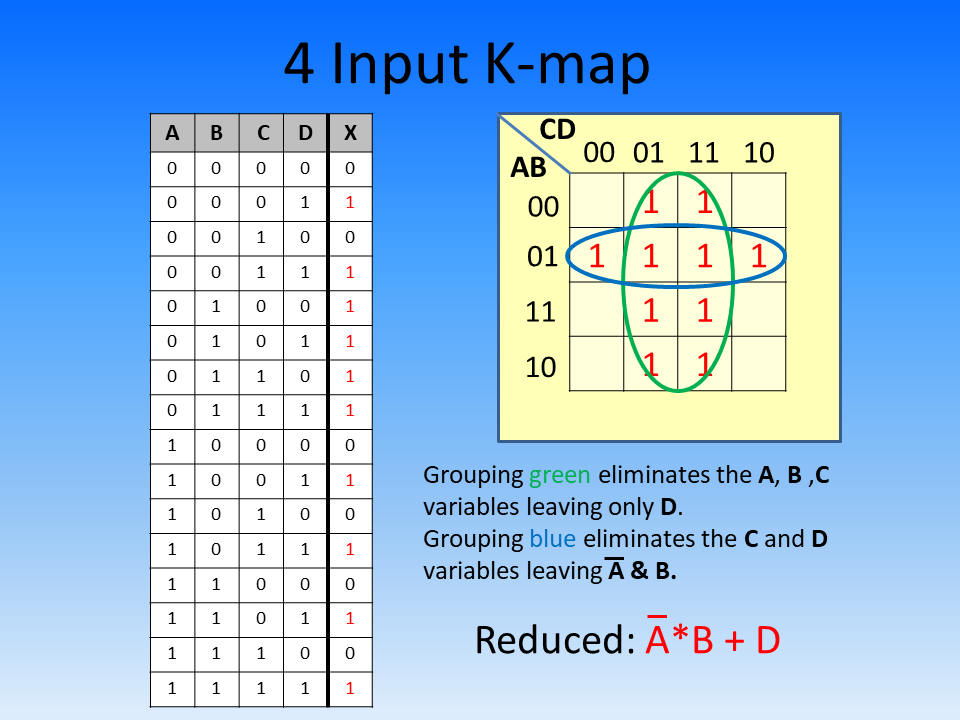 4 Input K-map
A B C D X
0 0 0 0 0
0 0 0 1 1
0 0 1 0 0
0 0 1 1 1
0 1 0 0 1
0 1 0 1 1
0 1 1 0 1
0 1 1 1 1
1 0 0 0 0
1 0 0 1 1
1 0 1 0 0
1 0 1 1 1
1 1 0 0 0
1 1 0 1 1
1 1 1 0 0
1 1 1 1 1
CD
AB
00 01 11 10
00 1 1
01 1 1 1 1
11 1 1
10 1 1
Grouping green eliminates the A, B ,C
variables leaving only D.
Grouping blue eliminates the C and D
variables leaving A̅ & B.
Reduced: A̅*B + D